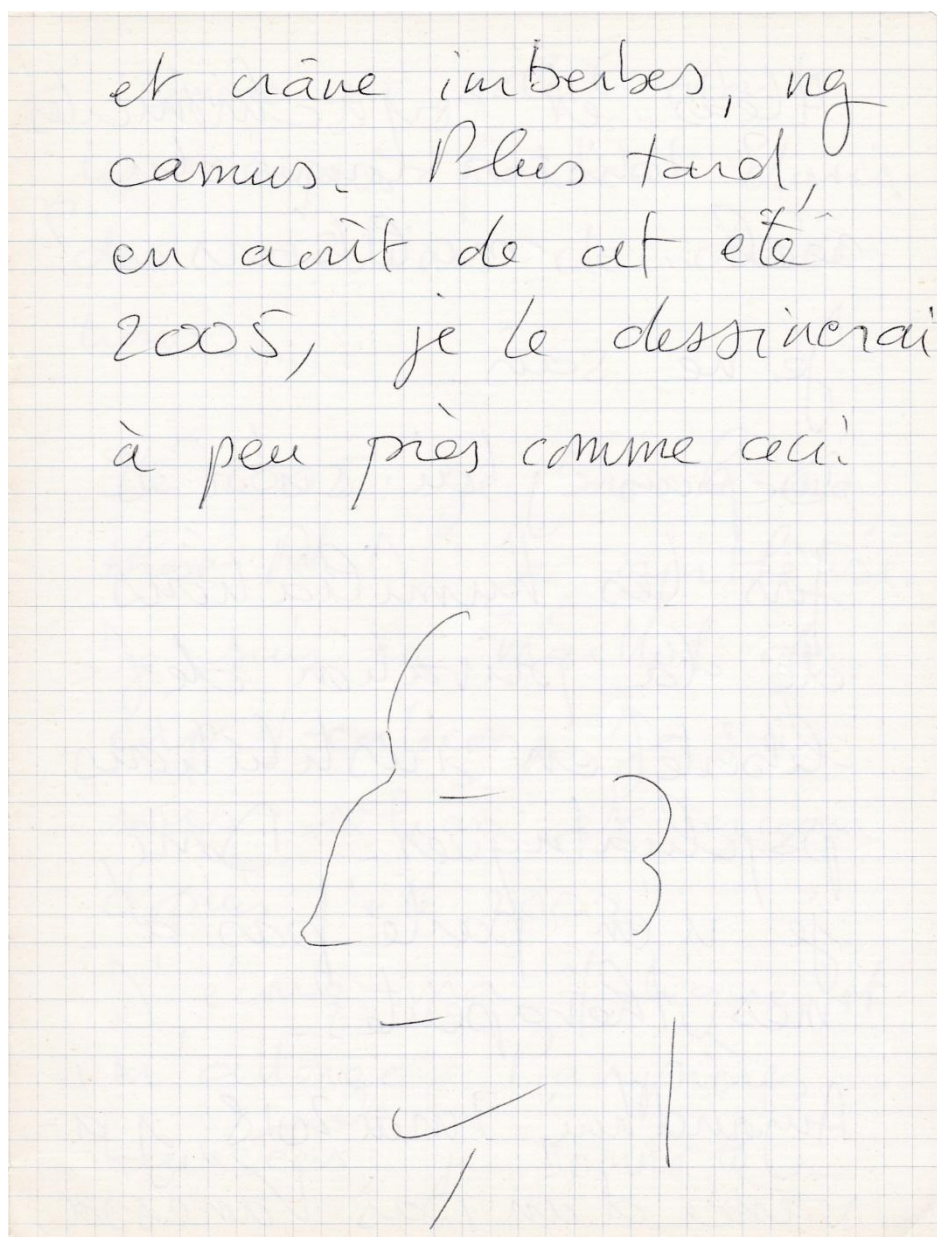 et crâne imberbes, nez
camus. Plus tard,
en août de cet été
2005, je le dessinerai
à peu près comme ceci: